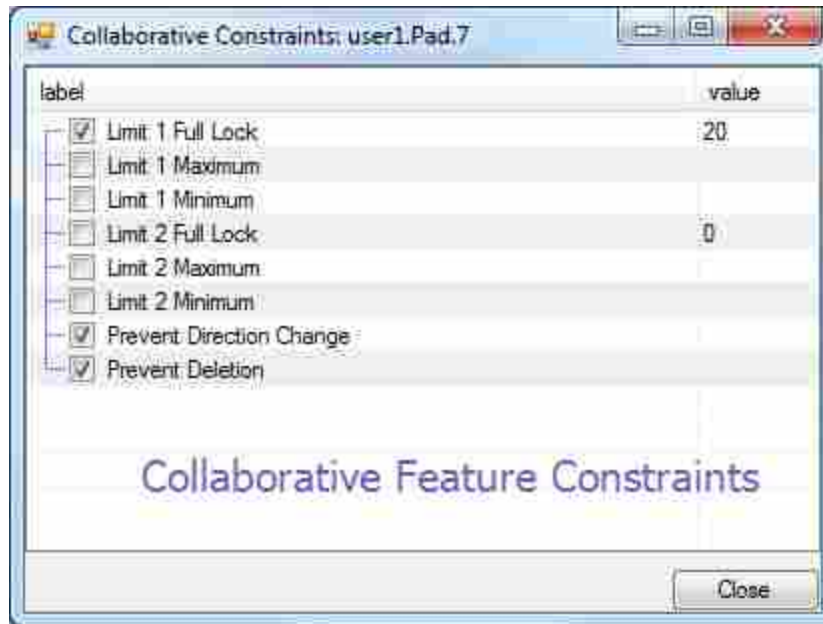 Collaborative Constraints: user1.Pad.7
label value
Limit 1 Full Lock 20
Limit 1 Maximum
Limit 1 Minimum
Limit 2 Full Lock 0
Limit 2 Maximum
Limit 2 Minimum
Prevent Direction Change
Prevent Deletion
Collaborative Feature Constraints
Close